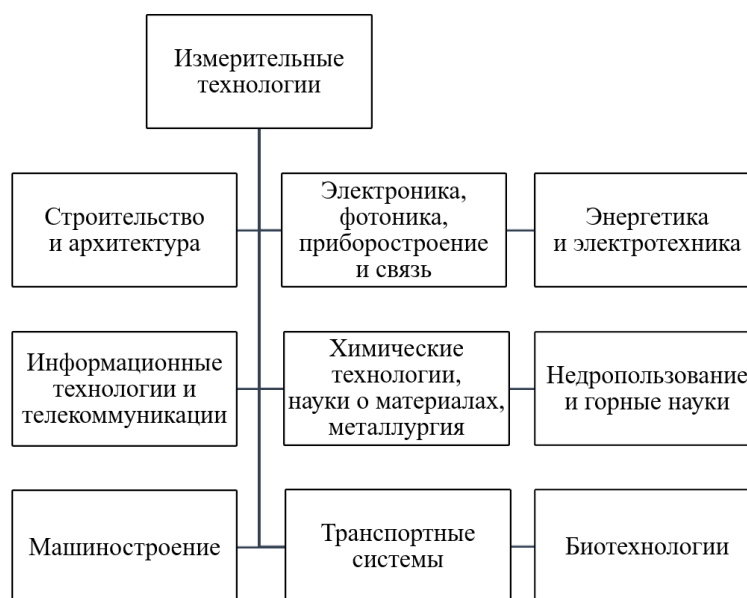 Измерительные
технологии
Строительство
и архитектура
Электроника,
фотоника,
приборостроение
и связь
Энергетика
и электротехника
Информационные
технологии и
телекоммуникации
Химические
технологии,
науки о материалах,
металлургия
Недропользование
и горные науки
Машиностроение
Транспортные
системы
Биотехнологии